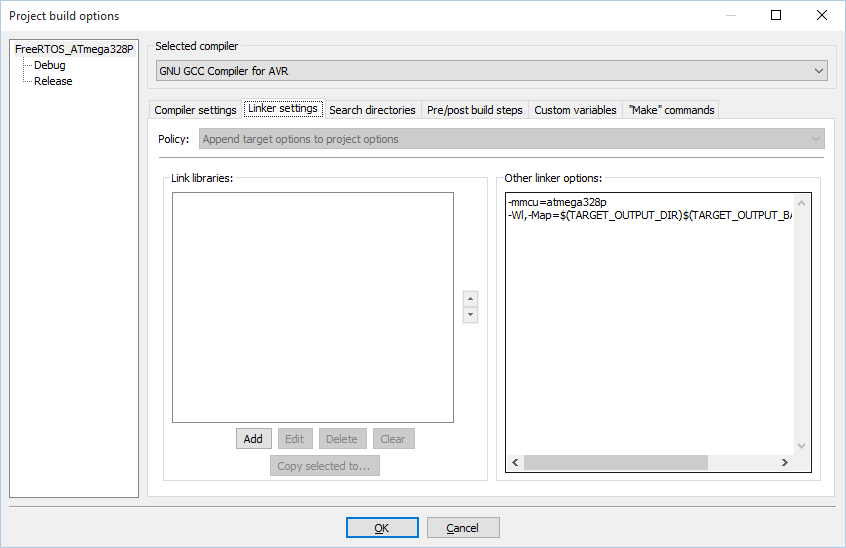 Project build options
FreeRTOS_ATmega328P
Debug
Release
Selected compiler
GNU GCC Compiler for AVR
Compiler settings
Linker settings
Search directories
Pre/post build steps
Custom variables
"Make" commands
Policy:
Append target options to project options
Link libraries:
Add
Edit
Delete
Clear
Copy selected to...
Other linker options:
-mmcu=atmega328p
-Wl,-Map=$(TARGET_OUTPUT_DIR)$(TARGET_OUTPUT_BA
OK
Cancel